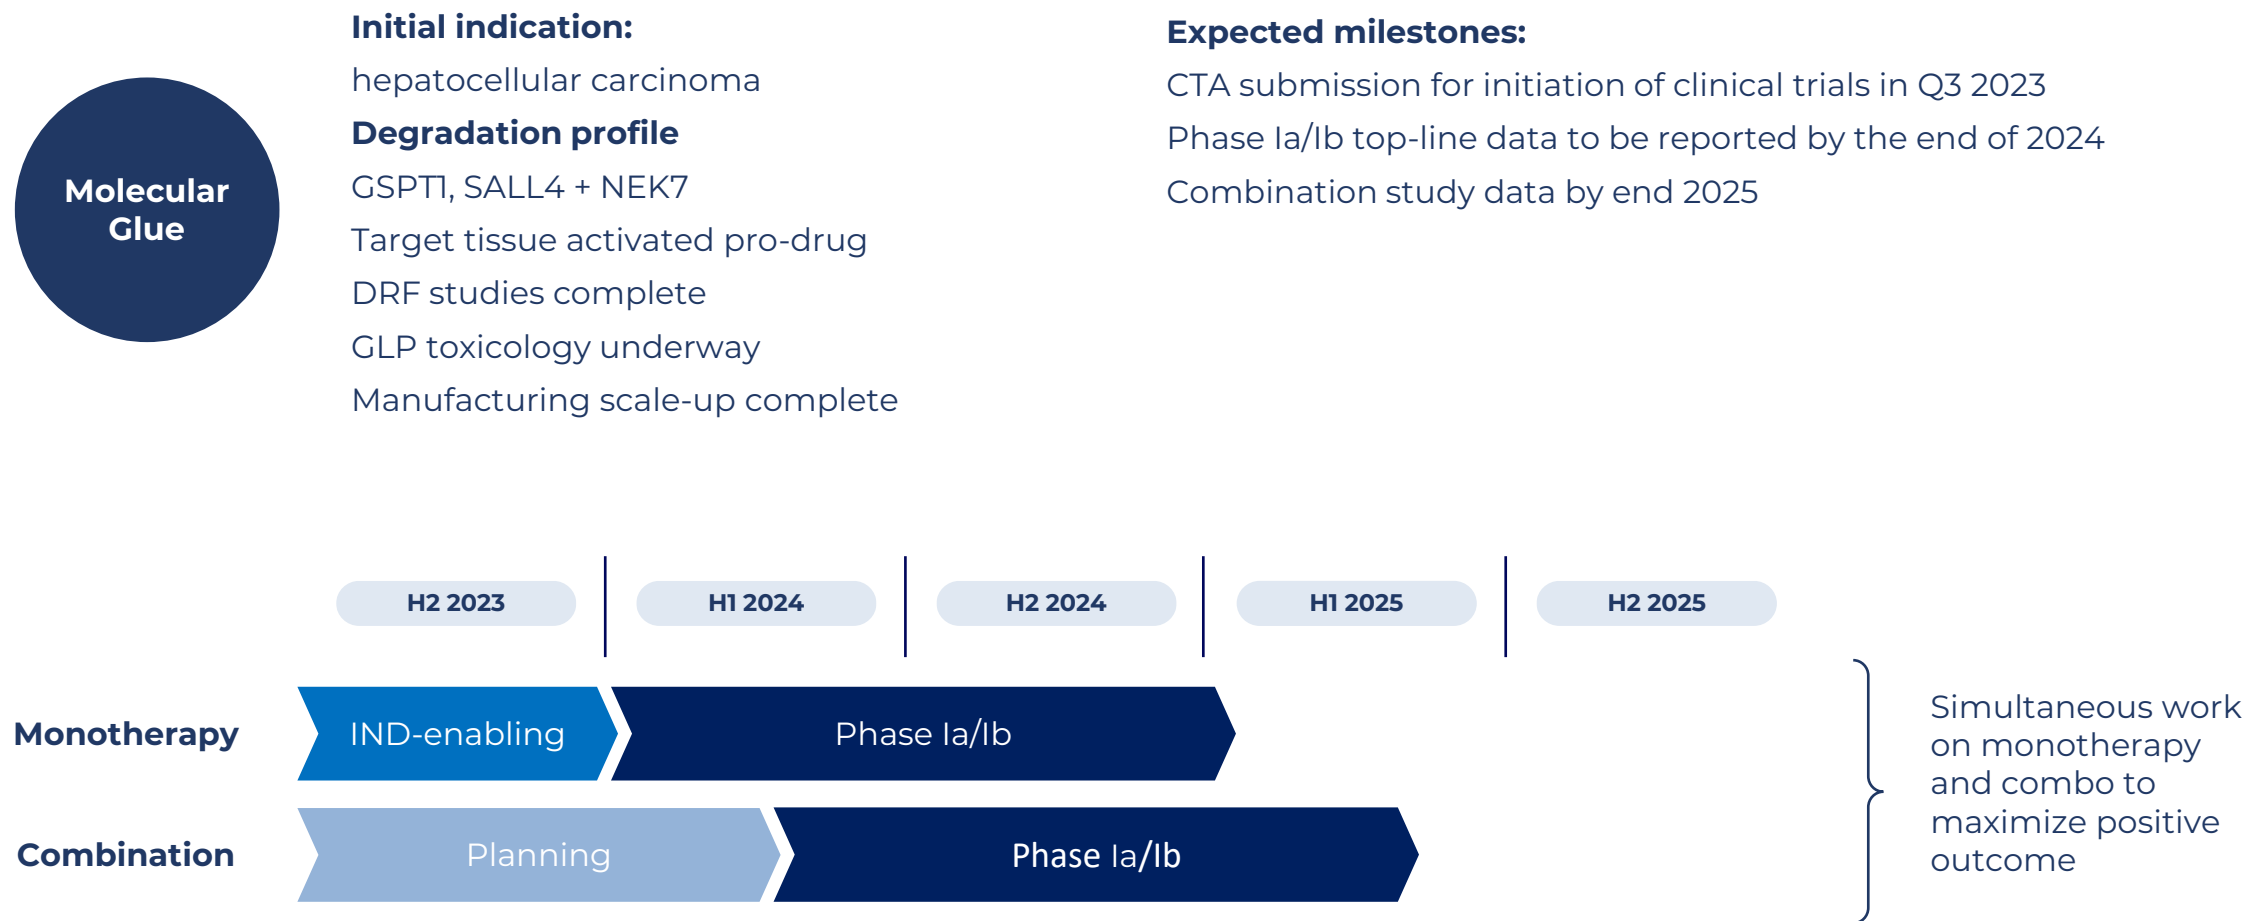 Molecular
Glue
Initial indication:
hepatocellular carcinoma
Degradation profile
GSPT1, SALL4 + NEK7
Target tissue activated pro-drug
DRF studies complete
GLP toxicology underway
Manufacturing scale-up complete
Expected milestones:
CTA submission for initiation of clinical trials in Q3 2023
Phase Ia/Ib top-line data to be reported by the end of 2024
Combination study data by end 2025
H2 2023
H1 2024
H2 2024
H1 2025
H2 2025
Monotherapy
IND-enabling
Phase Ia/Ib
Combination
Planning
Phase Ia/Ib
Simultaneous work
on monotherapy
and combo to
maximize positive
outcome